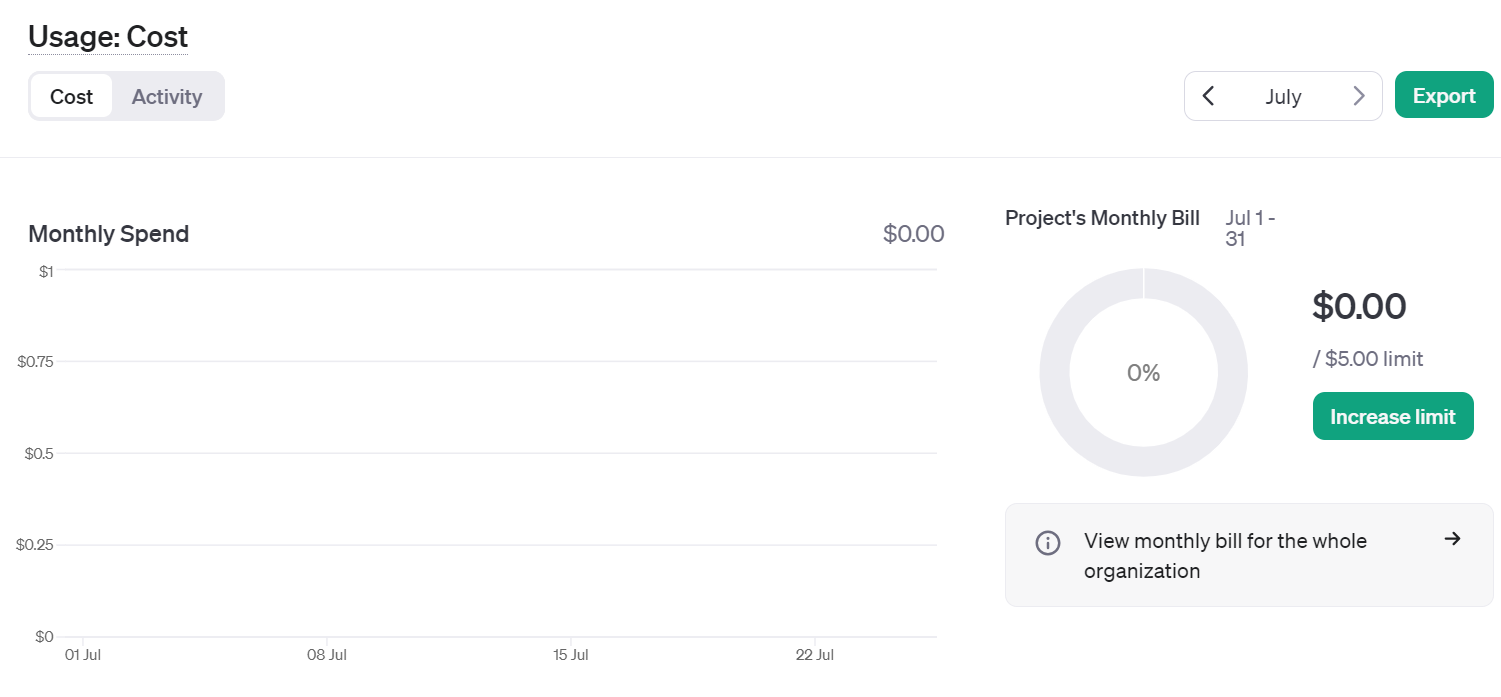 Usage: Cost
Cost
Activity
July
Export
Monthly Spend
$0.00
$1
$0.75
$0.5
$0.25
$0
01 Jul
08 Jul
15 Jul
22 Jul
Project's Monthly Bill
Jul 1 -
31
0%
$0.00
/ $5.00 limit
Increase limit
View monthly bill for the whole
organization